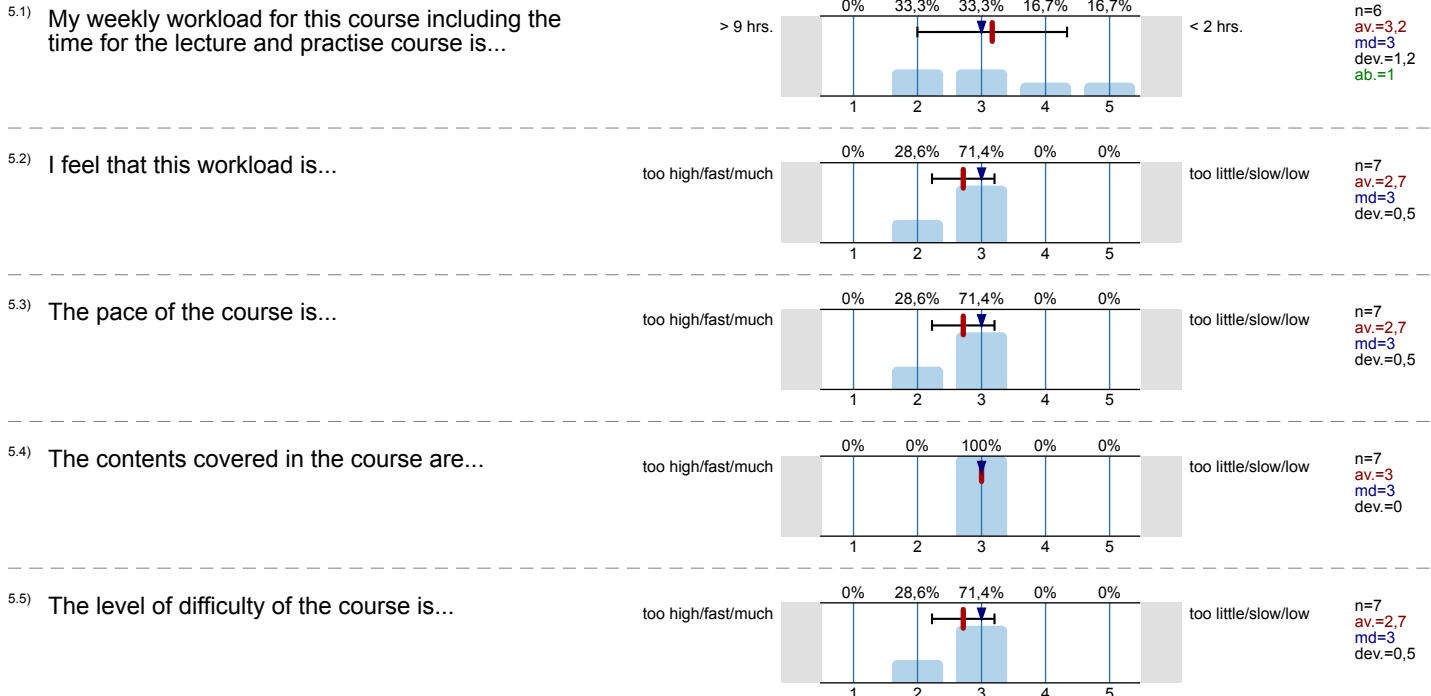 5.1) My weekly workload for this course including the
time for the lecture and practise course is...
> 9 hrs.
0% 33,3% 33,3% 16,7% 16,7%
1 2 3 4 5
< 2 hrs.
n=6
av.=3,2
md=3
dev.=1,2
ab.=1
5.2) I feel that this workload is...
too high/fast/much
0% 28,6% 71,4% 0% 0%
1 2 3 4 5
too little/slow/low
n=7
av.=2,7
md=3
dev.=0,5
5.3) The pace of the course is...
too high/fast/much
0% 28,6% 71,4% 0% 0%
1 2 3 4 5
too little/slow/low
n=7
av.=2,7
md=3
dev.=0,5
5.4) The contents covered in the course are...
too high/fast/much
0% 0% 100% 0% 0%
1 2 3 4 5
too little/slow/low
n=7
av.=3
md=3
dev.=0
5.5) The level of difficulty of the course is...
too high/fast/much
0% 28,6% 71,4% 0% 0%
1 2 3 4 5
too little/slow/low
n=7
av.=2,7
md=3
dev.=0,5